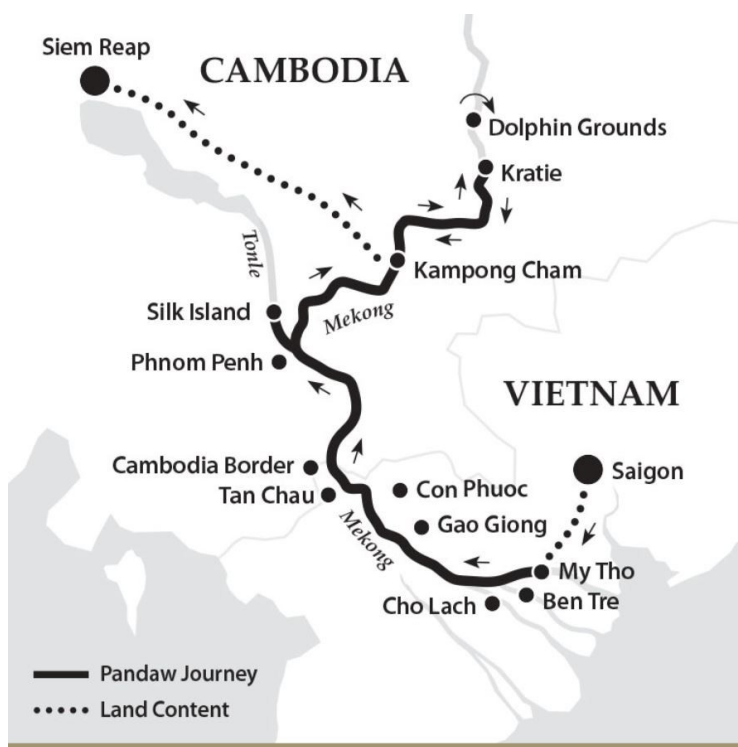 Siem Reap
CAMBODIA
Dolphin Grounds
Kratie
Tonle
Kampong Cham
Silk Island
Mekong
Phnom Penh
VIETNAM
Cambodia Border
Saigon
Tan Chau
Con Phuoc
Gao Giong
Mekong
My Tho
Cho Lach
Ben Tre
Pandaw Journey
Land Content